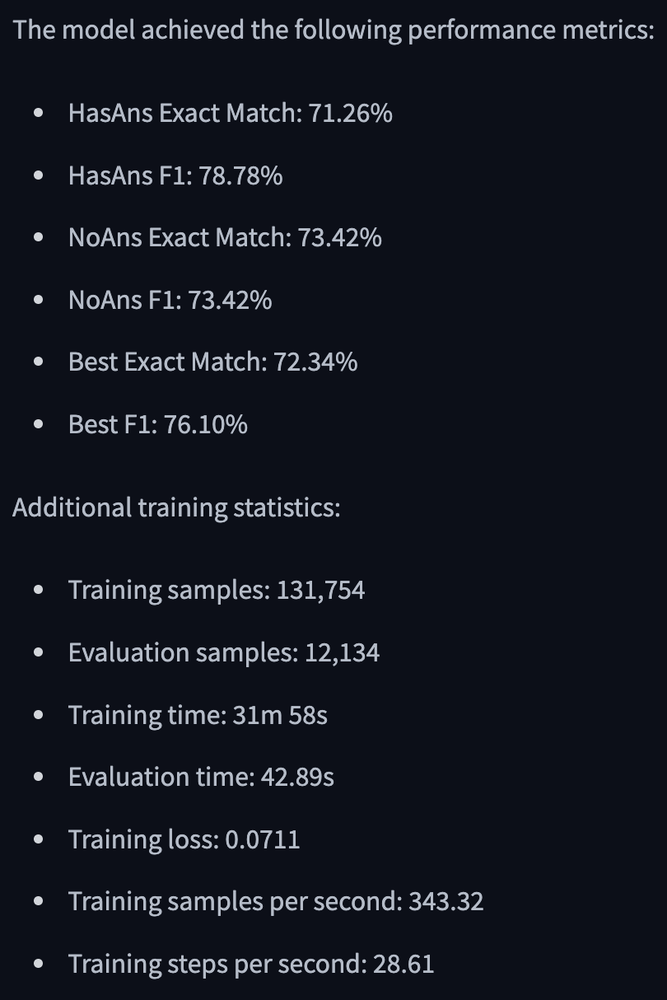 The model achieved the following performance metrics:
• HasAns Exact Match: 71.26%
• HasAns F1: 78.78%
• NoAns Exact Match: 73.42%
• NoAns F1: 73.42%
• Best Exact Match: 72.34%
• Best F1: 76.10%
Additional training statistics:
• Training samples: 131,754
• Evaluation samples: 12,134
• Training time: 31m 58s
• Evaluation time: 42.89s
• Training loss: 0.0711
• Training samples per second: 343.32
• Training steps per second: 28.61